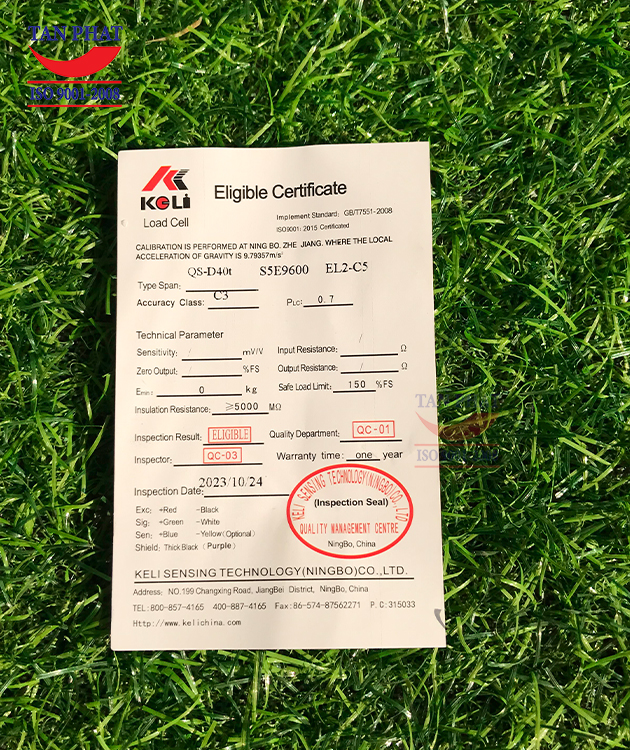 TAN PHAT
ISO 9001-2008
KELI
Eligible Certificate
Load Cell
Implement Standard: GB/T7551-2008
ISO9001: 2015 Certificated
CALIBRATION IS PERFORMED AT NING BO. ZHE JIANG. WHERE THE LOCAL
ACCELERATION OF GRAVITY IS 9.79357m/s²
QS-D40t S5E9600 EL2-C5
Type Span:
Accuracy Class: C3 PLC: 0.7
Technical Parameter
Sensitivity: / mV/V Input Resistance: / Ω
Zero Output: / %FS Output Resistance: / Ω
Emin: 0 kg Safe Load Limit: 150 %FS
Insulation Resistance: ≥5000 MΩ
TAN PHAT
Inspection Result: ELIGIBLE Quality Department: QC-01
Inspector: QC-03 Warranty time: one year
Inspection Date: 2023/10/24
KELI SENSING TECHNOLOGY(NINGBO)CO.,LTD
(Inspection Seal)
QUALITY MANAGEMENT CENTRE
NingBo, China
Exc: +Red -Black
Sig: +Green -White
Sen: +Blue -Yellow(Optional)
Shield: Thick Black (Purple)
KELI SENSING TECHNOLOGY(NINGBO)CO.,LTD.
Address: NO.199 Changxing Road, JiangBei District, NingBo, China
TEL:800-857-4165 400-887-4165 Fax:86-574-87562271 P.C:315033
Http://www.kelichina.com